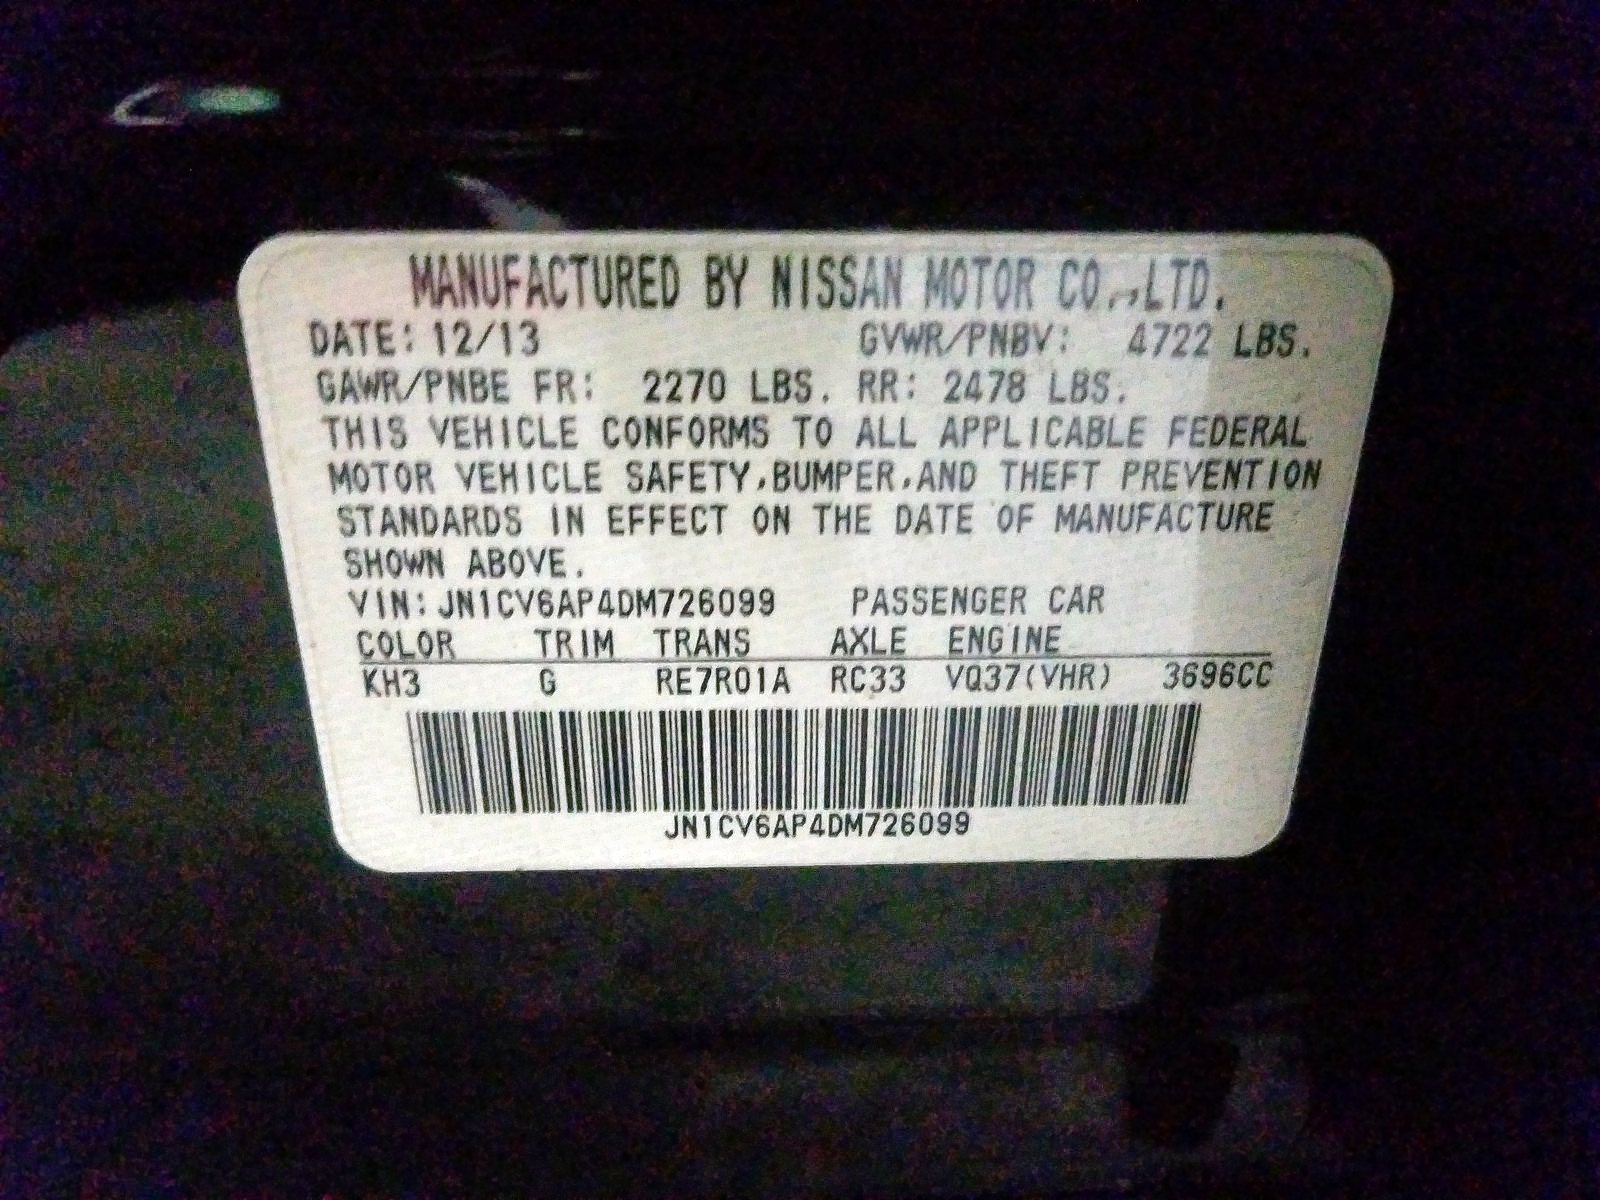 MANUFACTURED BY NISSAN MOTOR CO.,LTD.
DATE: 12/13 GVWR/PNBV: 4722 LBS.
GAWR/PNBE FR: 2270 LBS. RR: 2478 LBS.
THIS VEHICLE CONFORMS TO ALL APPLICABLE FEDERAL
MOTOR VEHICLE SAFETY,BUMPER,AND THEFT PREVENTION
STANDARDS IN EFFECT ON THE DATE OF MANUFACTURE
SHOWN ABOVE.
VIN: JN1CV6AP4DM726099 PASSENGER CAR
COLOR TRIM TRANS AXLE ENGINE
KH3 G RE7R01A RC33 VQ37(VHR) 3696CC
JN1CV6AP4DM726099